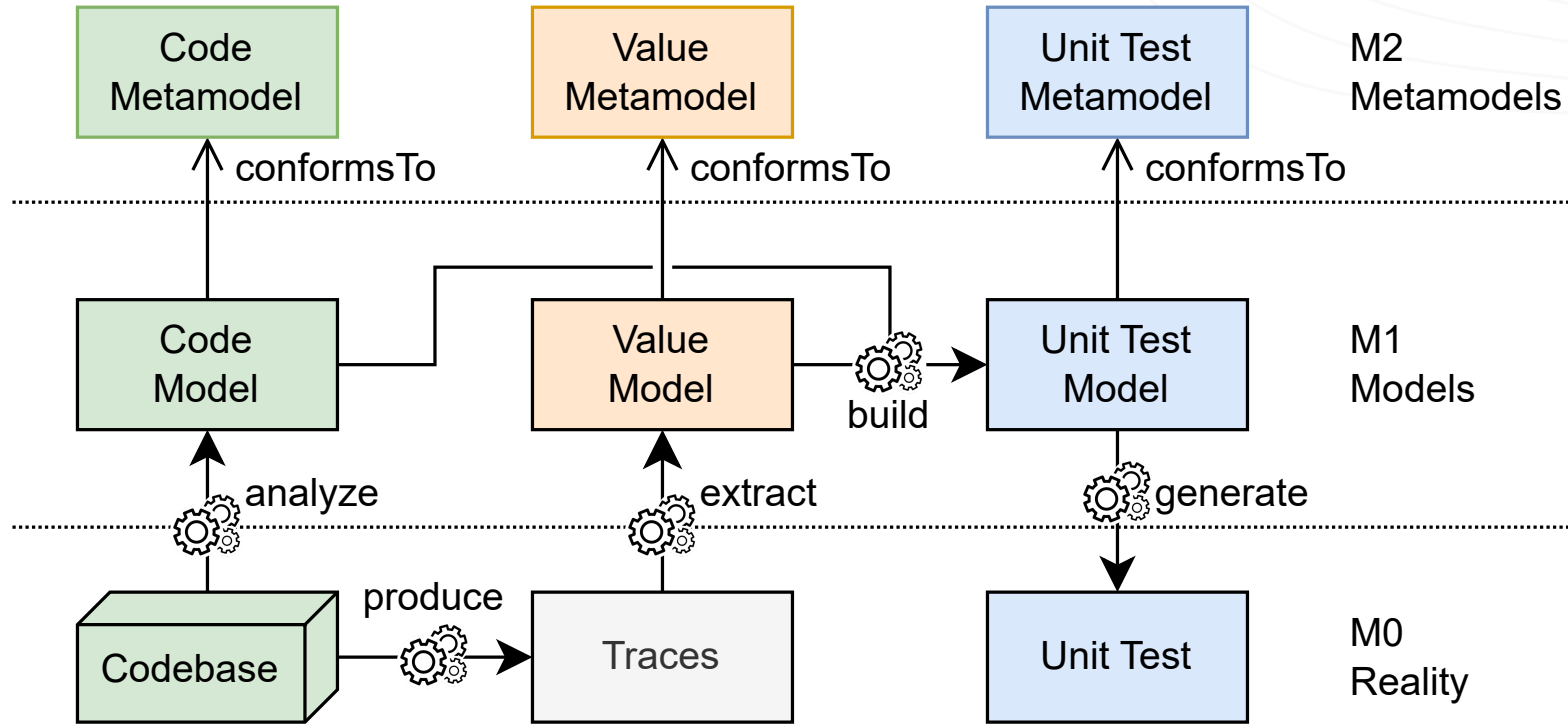 Code
Metamodel
Value
Metamodel
Unit Test
Metamodel
M2
Metamodels
conformsTo
conformsTo
conformsTo
Code
Model
Value
Model
build
Unit Test
Model
M1
Models
analyze
extract
generate
Codebase
produce
Traces
Unit Test
M0
Reality